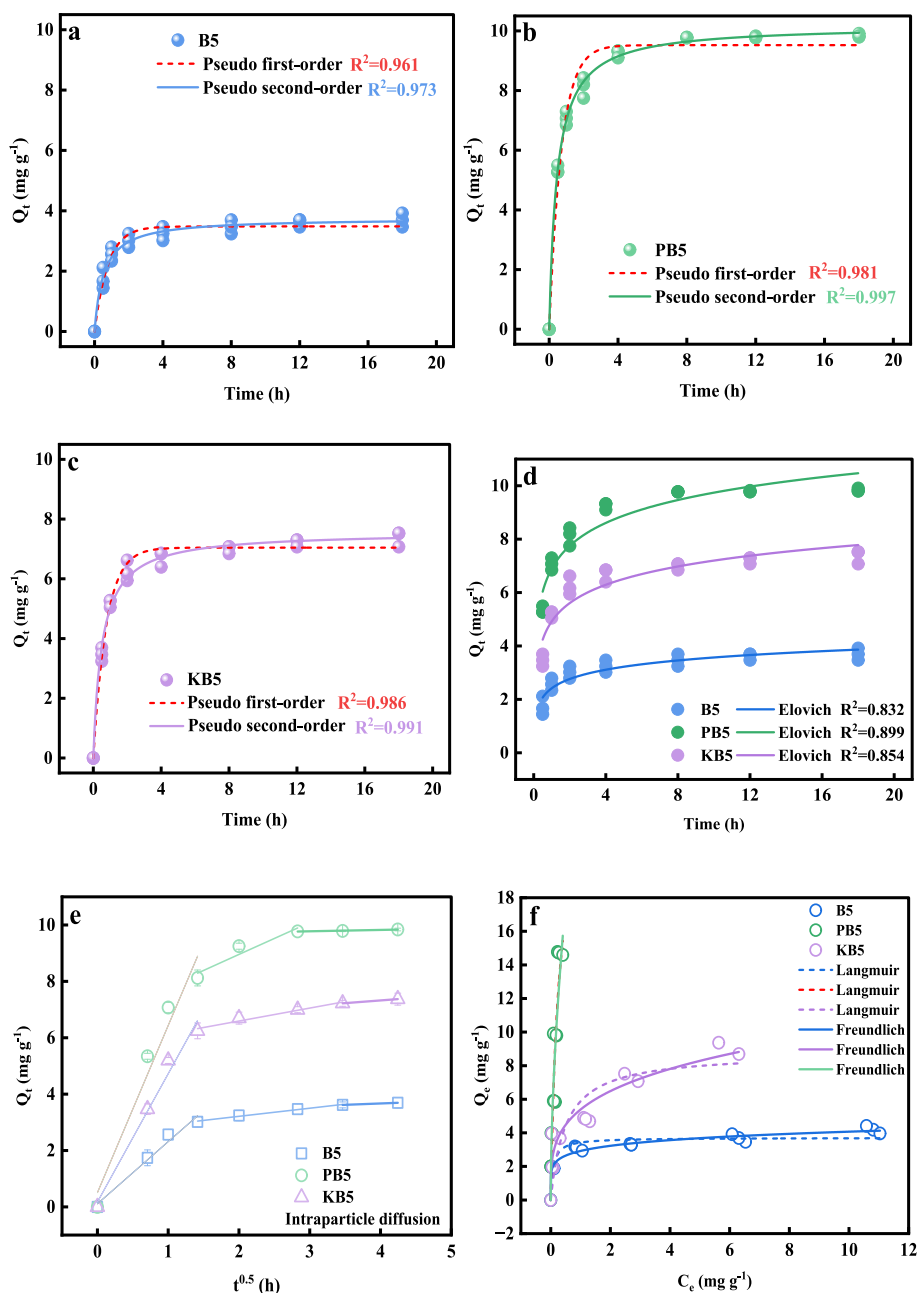 a
B5
Pseudo first-order R²=0.961
Pseudo second-order R²=0.973
10
8
6
4
2
0
0 4 8 12 16 20
Qt (mg g⁻¹)
Time (h)
b
PB5
Pseudo first-order R²=0.981
Pseudo second-order R²=0.997
10
8
6
4
2
0
0 4 8 12 16 20
Qt (mg g⁻¹)
Time (h)
c
KB5
Pseudo first-order R²=0.986
Pseudo second-order R²=0.991
10
8
6
4
2
0
0 4 8 12 16 20
Qt (mg g⁻¹)
Time (h)
d
B5 Elovich R²=0.832
PB5 Elovich R²=0.899
KB5 Elovich R²=0.854
10
8
6
4
2
0
0 4 8 12 16 20
Qt (mg g⁻¹)
Time (h)
e
B5
PB5
KB5
Intraparticle diffusion
10
8
6
4
2
0
0 1 2 3 4 5
Qt (mg g⁻¹)
t⁰·⁵ (h)
f
B5
PB5
KB5
Langmuir
Langmuir
Langmuir
Freundlich
Freundlich
Freundlich
18
16
14
12
10
8
6
4
2
0
−2
0 2 4 6 8 10 12
Qe (mg g⁻¹)
Ce (mg g⁻¹)